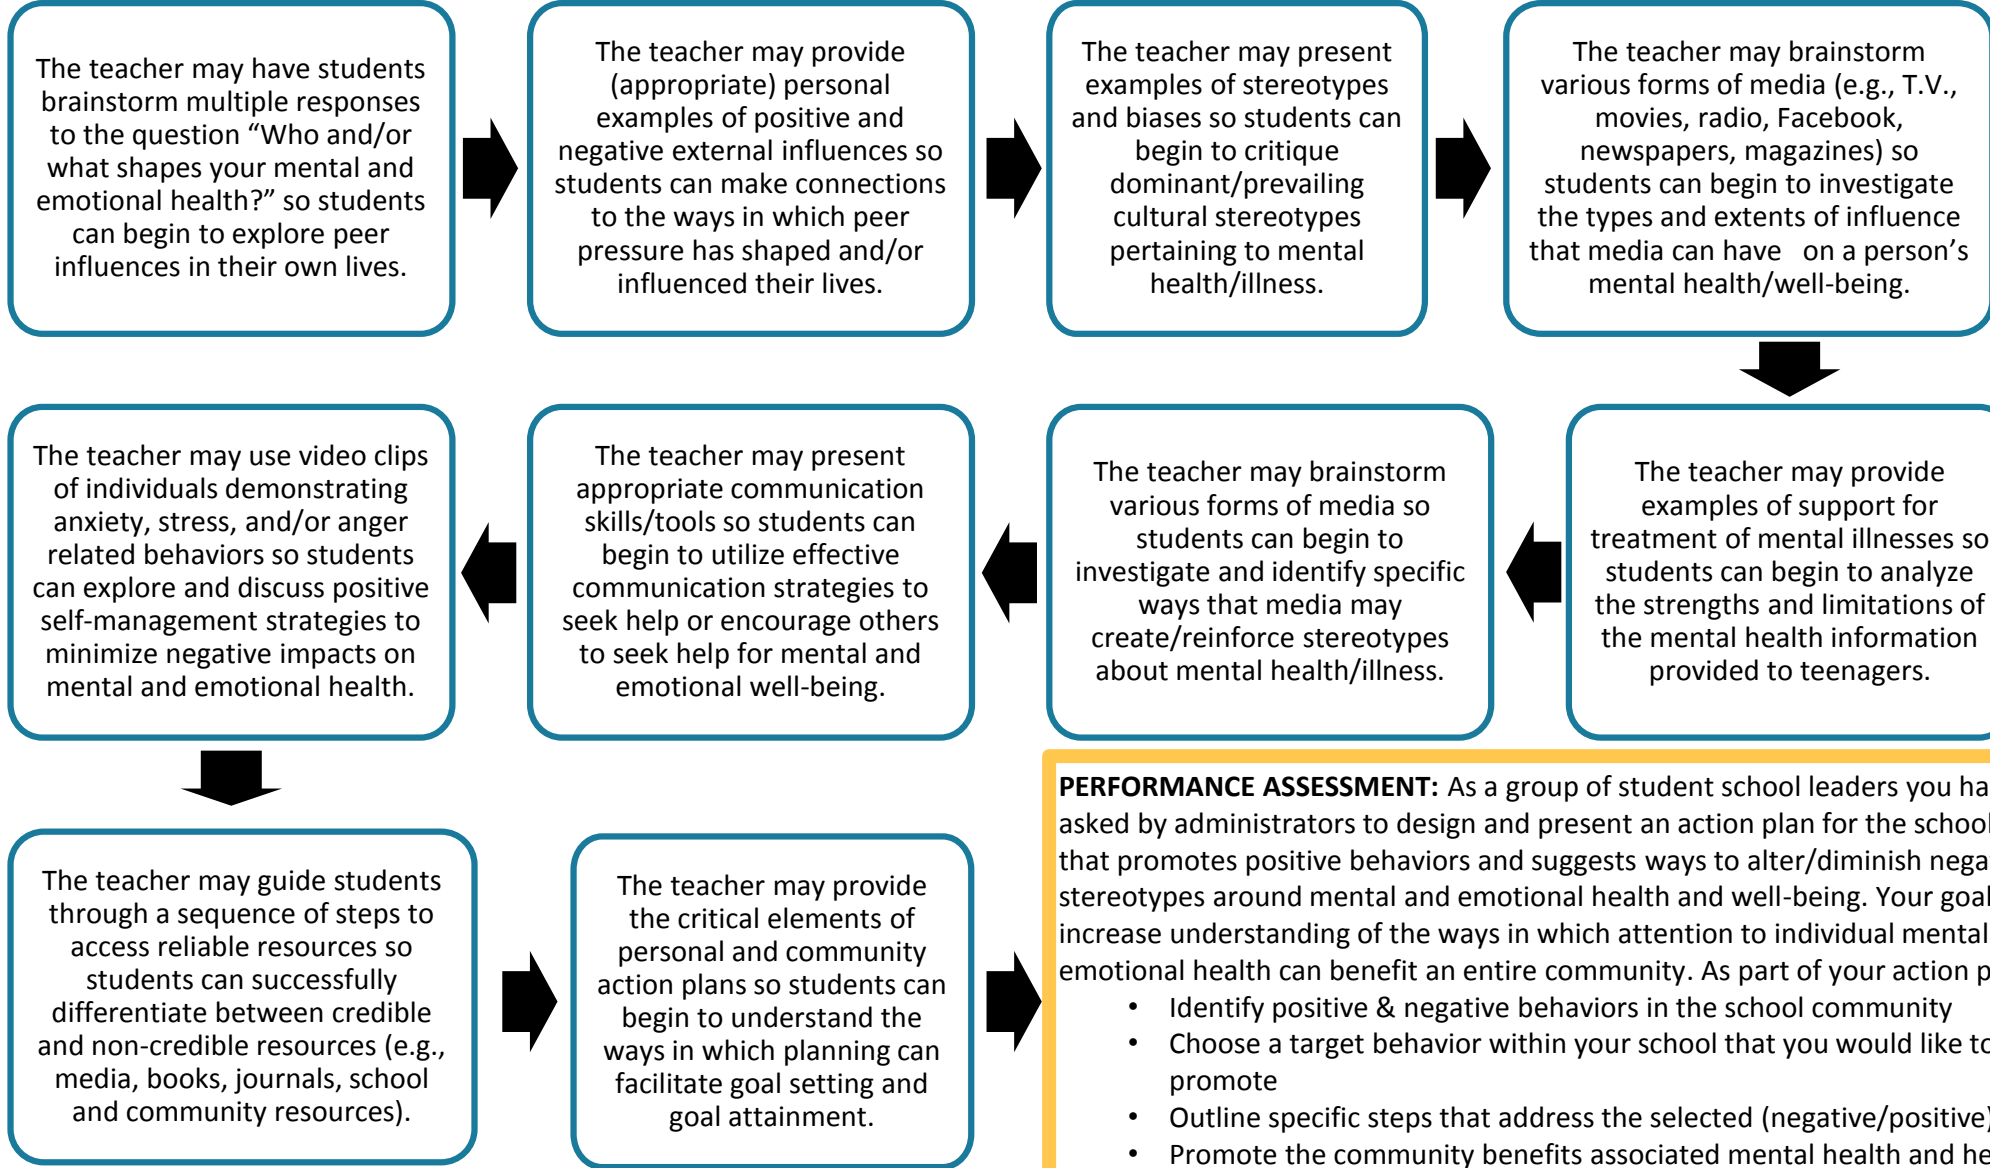 The teacher may have students
brainstorm multiple responses
to the question “Who and/or
what shapes your mental and
emotional health?” so students
can begin to explore peer
influences in their own lives.
The teacher may provide
(appropriate) personal
examples of positive and
negative external influences so
students can make connections
to the ways in which peer
pressure has shaped and/or
influenced their lives.
The teacher may present
examples of stereotypes
and biases so students can
begin to critique
dominant/prevailing
cultural stereotypes
pertaining to mental
health/illness.
The teacher may brainstorm
various forms of media (e.g., T.V.,
movies, radio, Facebook,
newspapers, magazines) so
students can begin to investigate
the types and extents of influence
that media can have on a person’s
mental health/well-being.
The teacher may provide
examples of support for
treatment of mental illnesses so
students can begin to analyze
the strengths and limitations of
the mental health information
provided to teenagers.
The teacher may brainstorm
various forms of media so
students can begin to
investigate and identify specific
ways that media may
create/reinforce stereotypes
about mental health/illness.
The teacher may present
appropriate communication
skills/tools so students can
begin to utilize effective
communication strategies to
seek help or encourage others
to seek help for mental and
emotional well-being.
The teacher may use video clips
of individuals demonstrating
anxiety, stress, and/or anger
related behaviors so students
can explore and discuss positive
self-management strategies to
minimize negative impacts on
mental and emotional health.
The teacher may guide students
through a sequence of steps to
access reliable resources so
students can successfully
differentiate between credible
and non-credible resources (e.g.,
media, books, journals, school
and community resources).
The teacher may provide
the critical elements of
personal and community
action plans so students can
begin to understand the
ways in which planning can
facilitate goal setting and
goal attainment.
PERFORMANCE ASSESSMENT: As a group of student school leaders you ha
asked by administrators to design and present an action plan for the school
that promotes positive behaviors and suggests ways to alter/diminish nega
stereotypes around mental and emotional health and well-being. Your goal
increase understanding of the ways in which attention to individual mental
emotional health can benefit an entire community. As part of your action p
• Identify positive & negative behaviors in the school community
• Choose a target behavior within your school that you would like to
promote
• Outline specific steps that address the selected (negative/positive)
• Promote the community benefits associated mental health and he